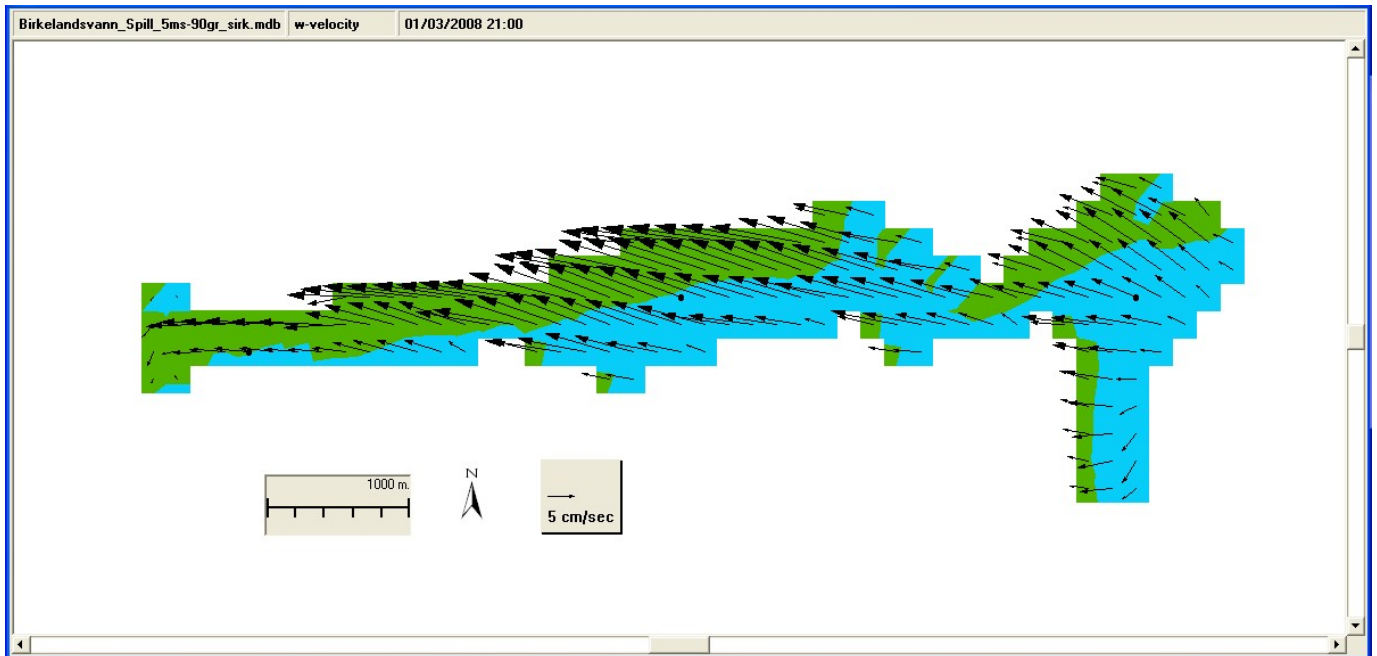 Birkelandsvann_Spill_5ms-90gr_sirk.mdb w-velocity 01/03/2008 21:00
1000 m.
N
5 cm/sec